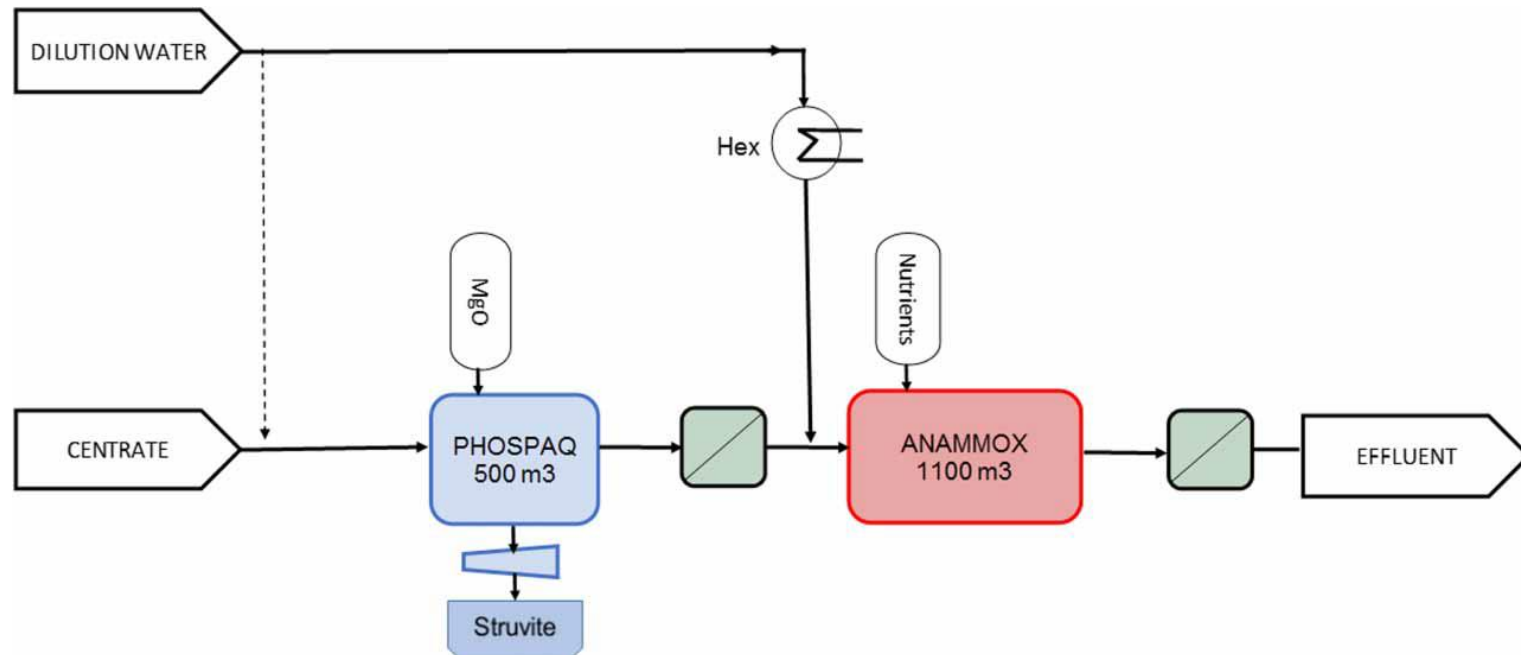 DILUTION WATER
Hex
MgO
Nutrients
CENTRATE
PHOSPAQ
500 m3
ANAMMOX
1100 m3
EFFLUENT
Struvite